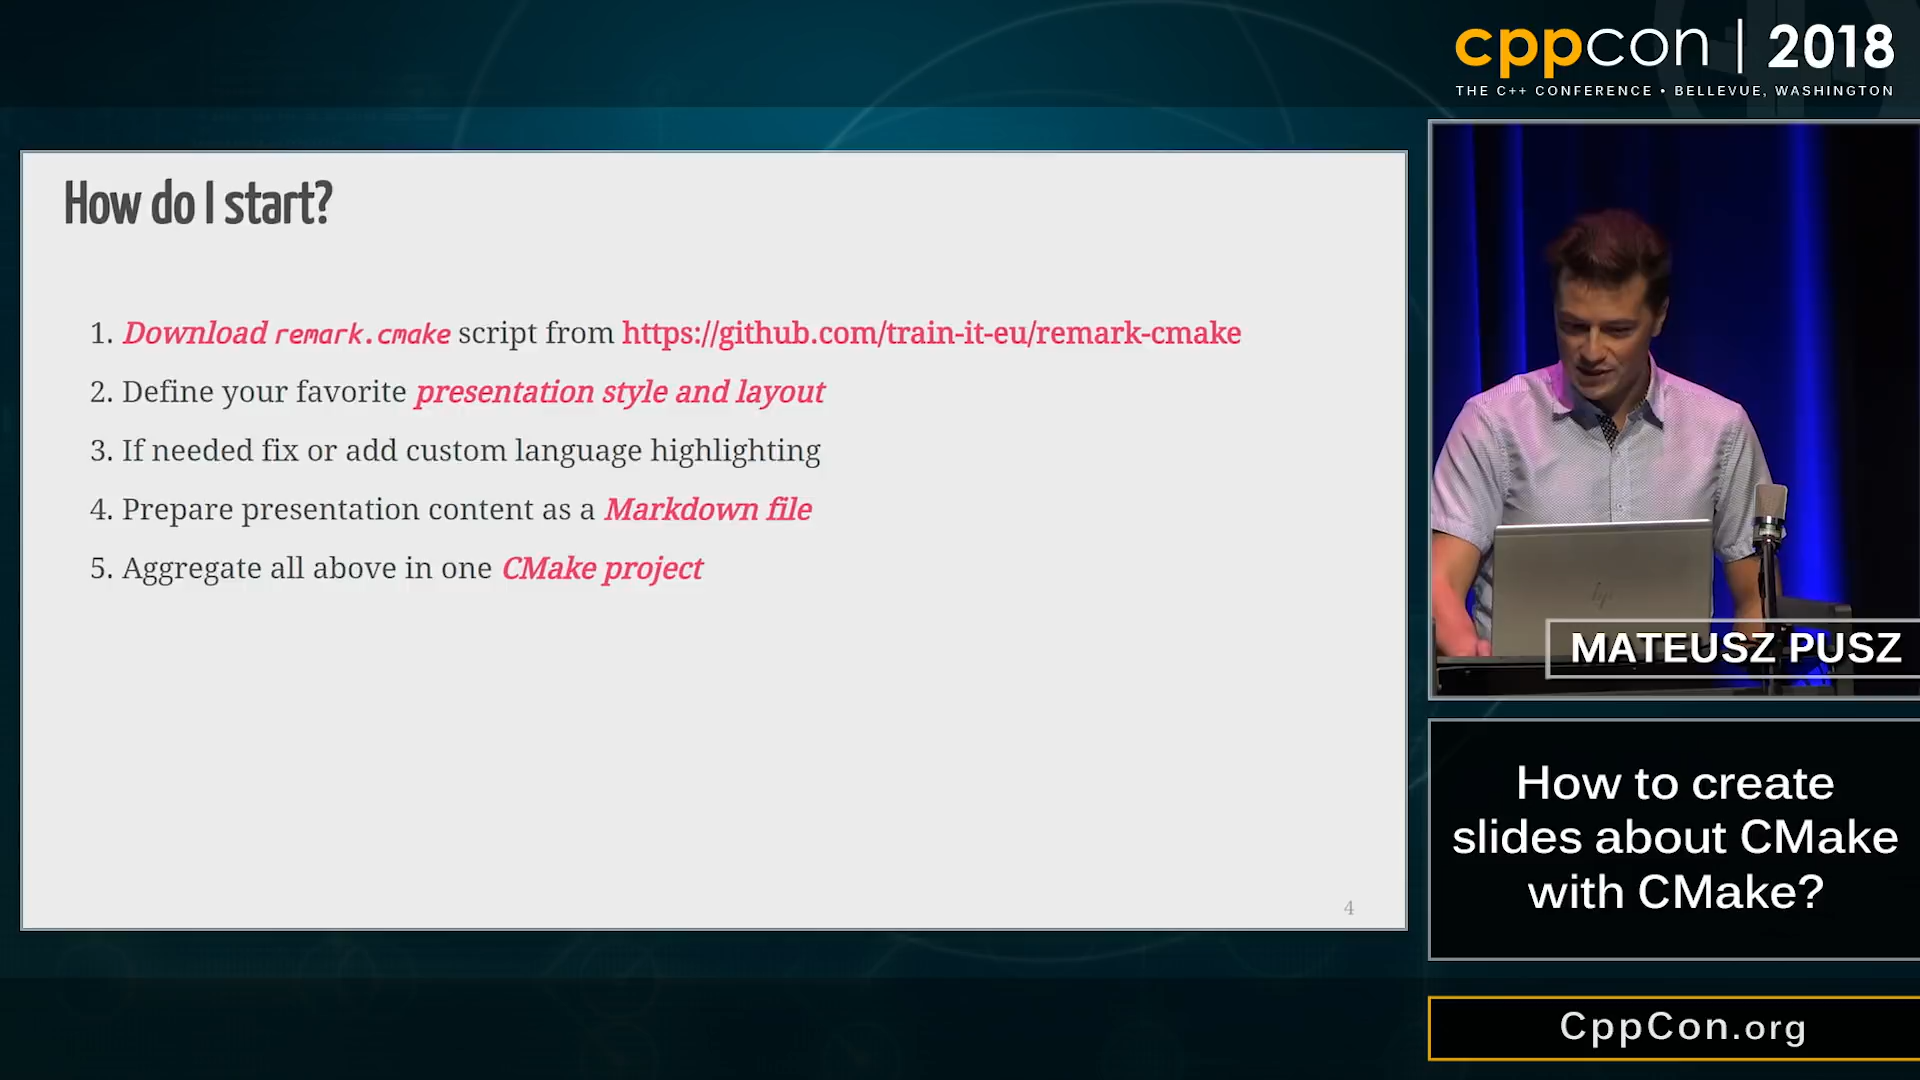 cppcon | 2018
THE C++ CONFERENCE • BELLEVUE, WASHINGTON
How do I start?
1. Download remark.cmake script from https://github.com/train-it-eu/remark-cmake
2. Define your favorite presentation style and layout
3. If needed fix or add custom language highlighting
4. Prepare presentation content as a Markdown file
5. Aggregate all above in one CMake project
4
hp
MATEUSZ PUSZ
How to create
slides about CMake
with CMake?
CppCon.org